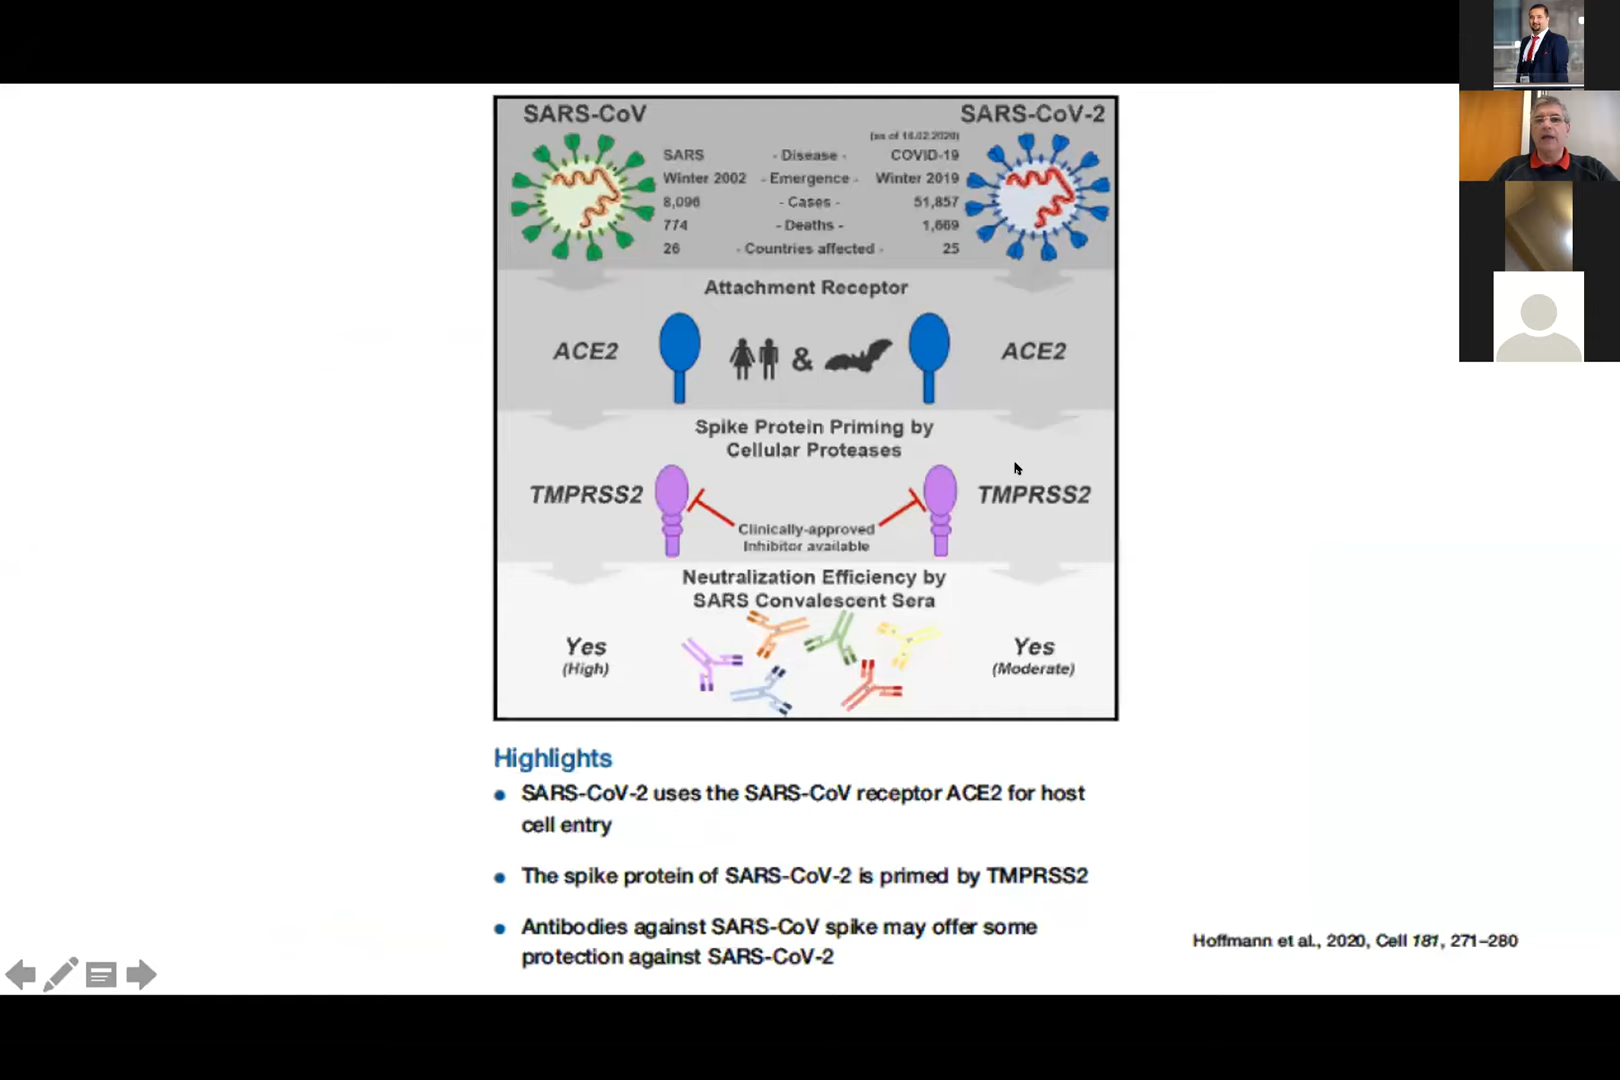 SARS-CoV
SARS-CoV-2
(as of 16.02.2020)
SARS - Disease - COVID-19
Winter 2002 - Emergence - Winter 2019
8,096 - Cases - 51,857
774 - Deaths - 1,669
26 - Countries affected - 25
Attachment Receptor
ACE2 & ACE2
Spike Protein Priming by
Cellular Proteases
TMPRSS2 TMPRSS2
Clinically-approved
Inhibitor available
Neutralization Efficiency by
SARS Convalescent Sera
Yes Yes
(High) (Moderate)
Highlights
• SARS-CoV-2 uses the SARS-CoV receptor ACE2 for host
cell entry
• The spike protein of SARS-CoV-2 is primed by TMPRSS2
• Antibodies against SARS-CoV spike may offer some
protection against SARS-CoV-2
Hoffmann et al., 2020, Cell 181, 271–280